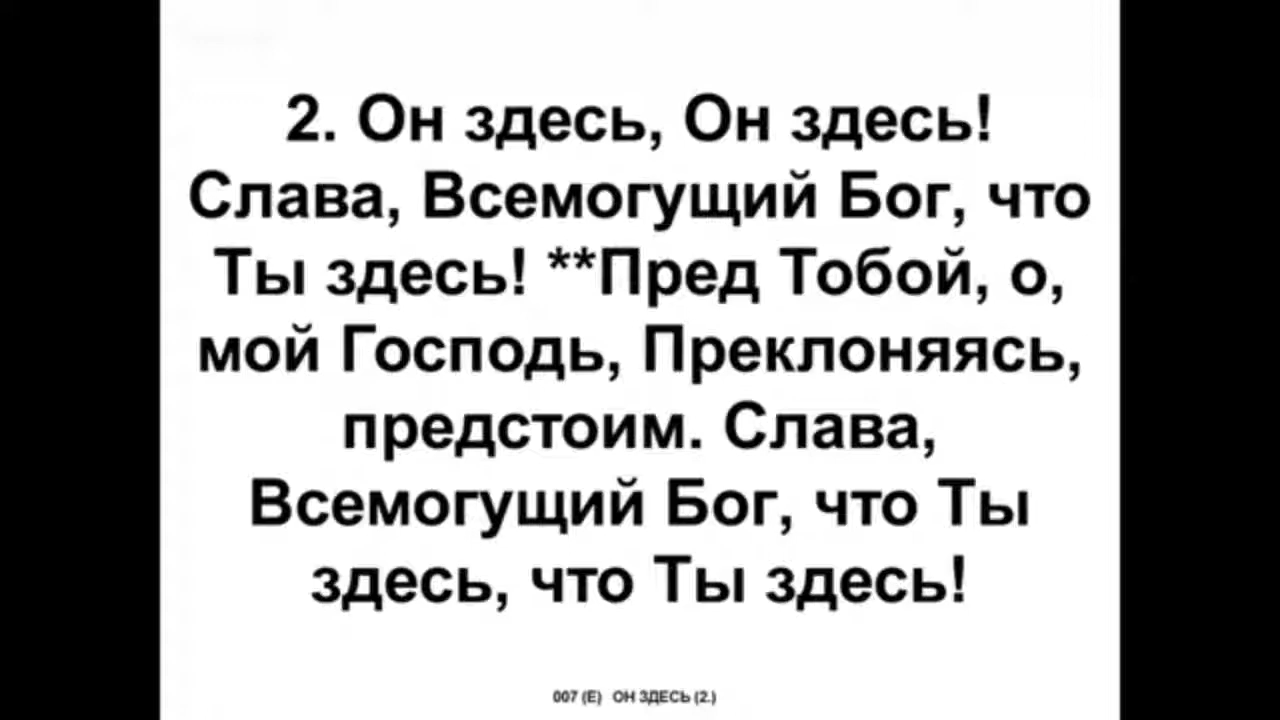 2. Он здесь, Он здесь!
Слава, Всемогущий Бог, что
Ты здесь! **Пред Тобой, о,
мой Господь, Преклоняясь,
предстоим. Слава,
Всемогущий Бог, что Ты
здесь, что Ты здесь!
007 (E) ОН ЗДЕСЬ (2.)